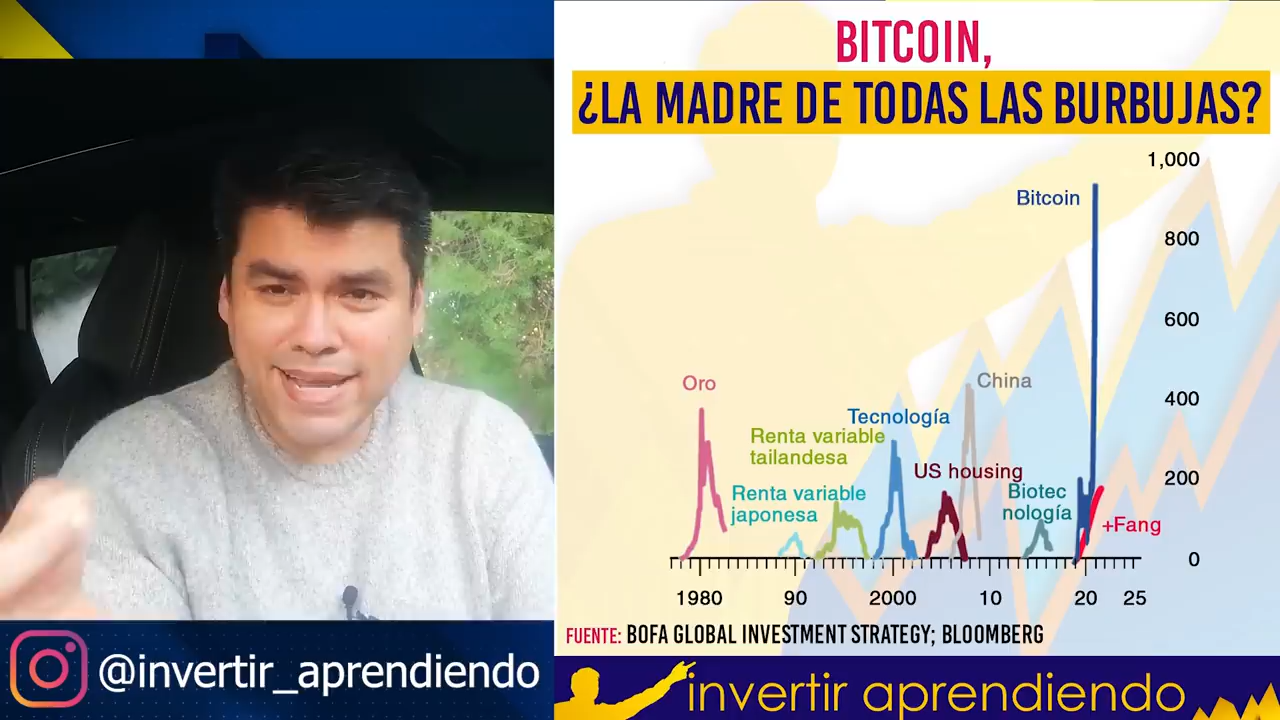 BITCOIN,
¿LA MADRE DE TODAS LAS BURBUJAS?
1,000
Bitcoin
800
600
Oro
China
400
Tecnología
Renta variable
tailandesa
US housing
200
Renta variable
japonesa
Biotec
nología
+Fang
0
1980 90 2000 10 20 25
FUENTE: BOFA GLOBAL INVESTMENT STRATEGY; BLOOMBERG
@invertir_aprendiendo
invertir aprendiendo